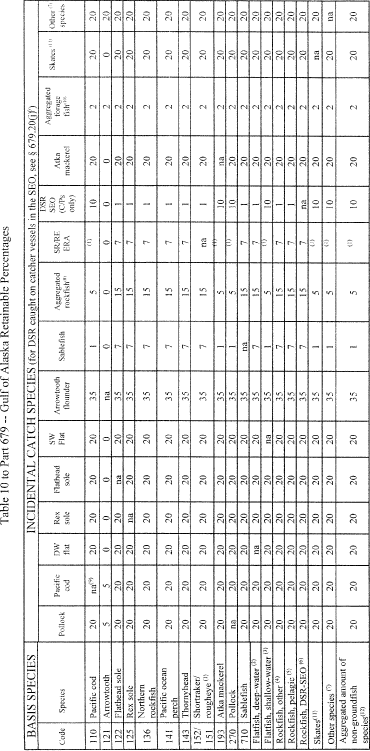 Table 10 to Part 679 -- Gulf of Alaska Retainable Percentages
BASIS SPECIES INCIDENTAL CATCH SPECIES (for DSR caught on catcher vessels in the SEO, see § 679.20(j))
Code Species Pollock Pacific cod DW flat Rex sole Flathead sole SW Flat Arrowtooth flounder Sablefish Aggregated rockfish(8) SR/RE ERA DSR SEO (C/Ps only) Atka mackerel Aggregated forage fish(10) Skates(11) Other(7) species
110 Pacific cod 20 na(9) 20 20 20 20 35 1 5 (1) 10 20 2 20 20
121 Arrowtooth 5 5 0 0 0 0 na 0 0 0 0 0 2 0 20
122 Flathead sole 20 20 20 20 na 20 35 7 15 7 1 20 2 20 20
125 Rex sole 20 20 20 na 20 20 35 7 15 7 1 20 2 20 20
136 Northern rockfish 20 20 20 20 20 20 35 7 15 7 1 20 2 20 20
141 Pacific ocean perch 20 20 20 20 20 20 35 7 15 7 1 20 2 20 20
143 Thornyhead 20 20 20 20 20 20 35 7 15 7 1 20 2 20 20
152/ 151 Shortraker/ rougheye (1) 20 20 20 20 20 20 35 7 15 na 1 20 2 20 20
193 Atka mackerel 20 20 20 20 20 20 35 1 5 (1) 10 na 2 20 20
270 Pollock na 20 20 20 20 20 35 1 5 (1) 10 20 2 20 20
710 Sablefish 20 20 20 20 20 20 35 na 15 7 1 20 2 20 20
Flatfish, deep-water (2) 20 20 na 20 20 20 35 7 15 7 1 20 2 20 20
Flatfish, shallow-water (3) 20 20 20 20 20 na 35 1 5 (1) 10 20 2 20 20
Rockfish, other (4) 20 20 20 20 20 20 35 7 15 7 1 20 2 20 20
Rockfish, pelagic (5) 20 20 20 20 20 20 35 7 15 7 1 20 2 20 20
Rockfish, DSR-SEO (6) 20 20 20 20 20 20 35 7 15 7 na 20 2 20 20
Skates(11) 20 20 20 20 20 20 35 1 5 (1) 10 20 2 na 20
Other species (7) 20 20 20 20 20 20 35 1 5 (1) 10 20 2 20 na
Aggregated amount of non-groundfish species(12) 20 20 20 20 20 20 35 1 5 (1) 10 20 2 20 20